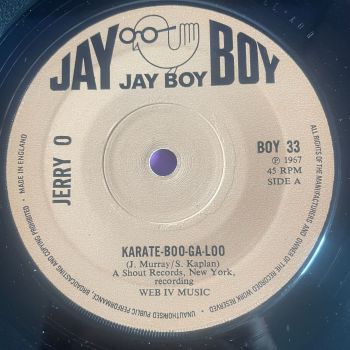 JAY BOY
JAY BOY
JERRY O
BOY 33
℗ 1967
45 RPM
SIDE A
KARATE-BOO-GA-LOO
(J. Murray/S. Kaplan)
A Shout Records, New York,
recording
WEB IV MUSIC
ALL RIGHTS OF THE MANUFACTURERS AND OWNER OF THE RECORDED WORK RESERVED
UNAUTHORISED PUBLIC PERFORMANCE, BROADCASTING AND COPYING PROHIBITED • MADE IN ENGLAND